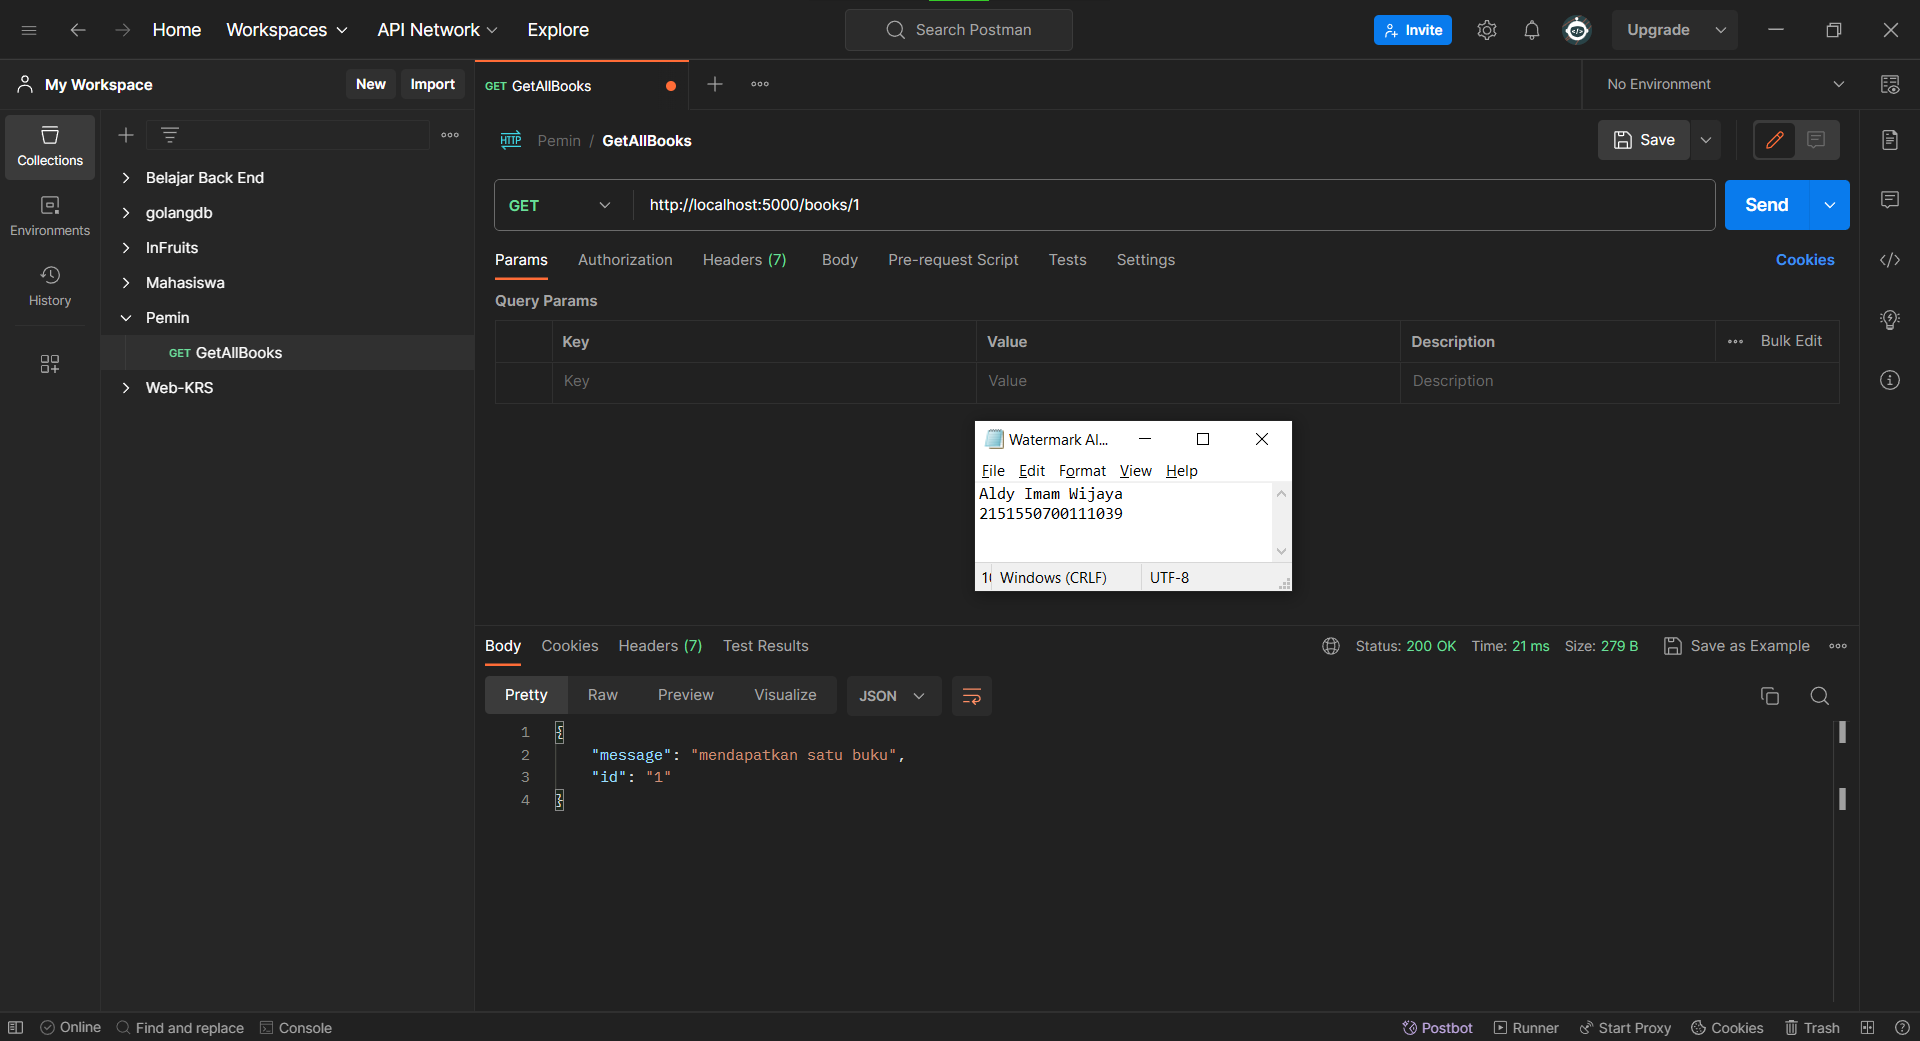 Home Workspaces API Network Explore Search Postman Invite Upgrade
My Workspace New Import GET GetAllBooks No Environment
Collections
Environments
History
Belajar Back End
golangdb
InFruits
Mahasiswa
Pemin
GET GetAllBooks
Web-KRS
HTTP Pemin / GetAllBooks Save
GET http://localhost:5000/books/1 Send
Params Authorization Headers (7) Body Pre-request Script Tests Settings Cookies
Query Params
Key Value Description Bulk Edit
Key Value Description
Watermark Al...
File Edit Format View Help
Aldy Imam Wijaya
2151550700111039
Windows (CRLF) UTF-8
Body Cookies Headers (7) Test Results Status: 200 OK Time: 21 ms Size: 279 B Save as Example
Pretty Raw Preview Visualize JSON
1 {
2 "message": "mendapatkan satu buku",
3 "id": "1"
4 }
Online Find and replace Console Postbot Runner Start Proxy Cookies Trash